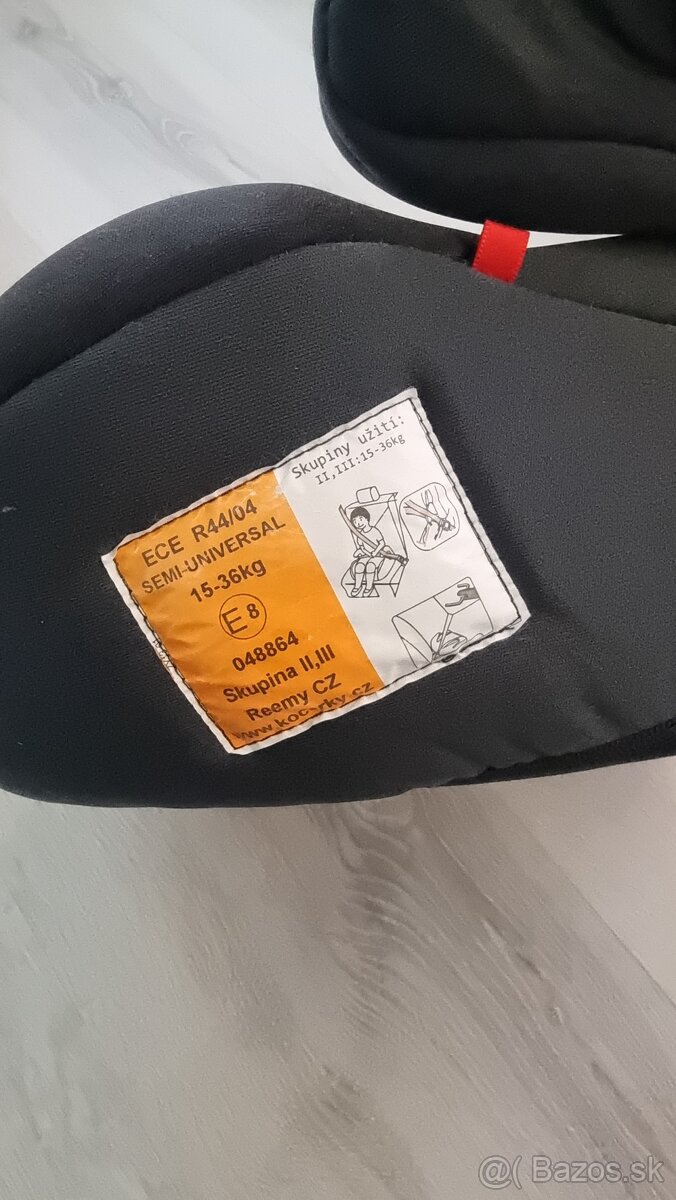 ECE R44/04
SEMI-UNIVERSAL
15-36kg
E8
048864
Skupina II,III
Reemy CZ
Skupiny užití:
II,III:15-36kg
@( Bazos.sk